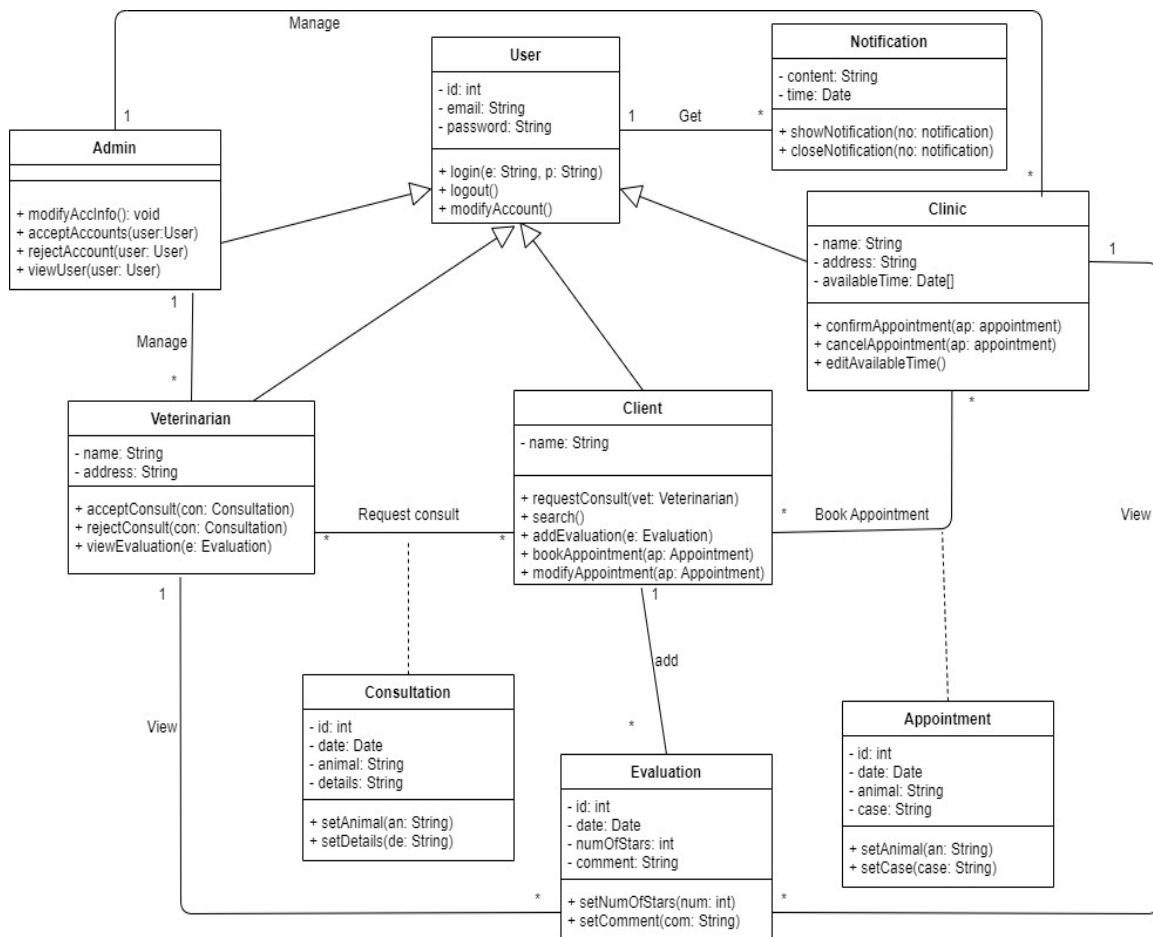 Manage
User
- id: int
- email: String
- password: String
+ login(e: String, p: String)
+ logout()
+ modifyAccount()
1
Get
*
Notification
- content: String
- time: Date
+ showNotification(no: notification)
+ closeNotification(no: notification)
1
Admin
+ modifyAccInfo(): void
+ acceptAccounts(user:User)
+ rejectAccount(user: User)
+ viewUser(user: User)
*
Clinic
- name: String
- address: String
- availableTime: Date[]
+ confirmAppointment(ap: appointment)
+ cancelAppointment(ap: appointment)
+ editAvailableTime()
1
1
Manage
*
Veterinarian
- name: String
- address: String
+ acceptConsult(con: Consultation)
+ rejectConsult(con: Consultation)
+ viewEvaluation(e: Evaluation)
Request consult
*
*
Client
- name: String
+ requestConsult(vet: Veterinarian)
+ search()
+ addEvaluation(e: Evaluation)
+ bookAppointment(ap: Appointment)
+ modifyAppointment(ap: Appointment)
*
*
Book Appointment
View
1
1
add
*
View
Consultation
- id: int
- date: Date
- animal: String
- details: String
+ setAnimal(an: String)
+ setDetails(de: String)
Appointment
- id: int
- date: Date
- animal: String
- case: String
+ setAnimal(an: String)
+ setCase(case: String)
Evaluation
- id: int
- date: Date
- numOfStars: int
- comment: String
+ setNumOfStars(num: int)
+ setComment(com: String)
*
*